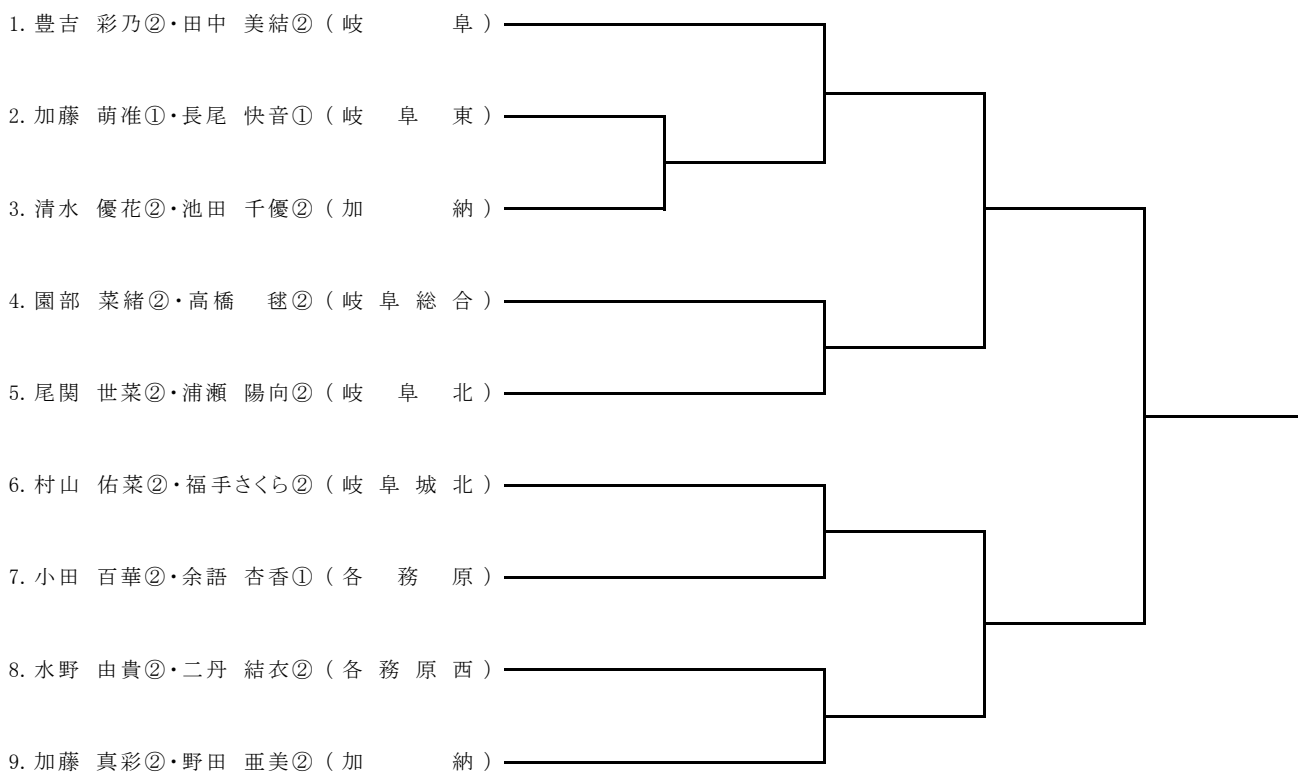 1. 豊吉 彩乃②・田中 美結②（岐 阜）
2. 加藤 萌准①・長尾 快音①（岐 阜 東）
3. 清水 優花②・池田 千優②（加 納）
4. 園部 菜緒②・高橋 毬②（岐 阜 総 合）
5. 尾関 世菜②・浦瀬 陽向②（岐 阜 北）
6. 村山 佑菜②・福手さくら②（岐 阜 城 北）
7. 小田 百華②・余語 杏香①（各 務 原）
8. 水野 由貴②・二丹 結衣②（各 務 原 西）
9. 加藤 真彩②・野田 亜美②（加 納）